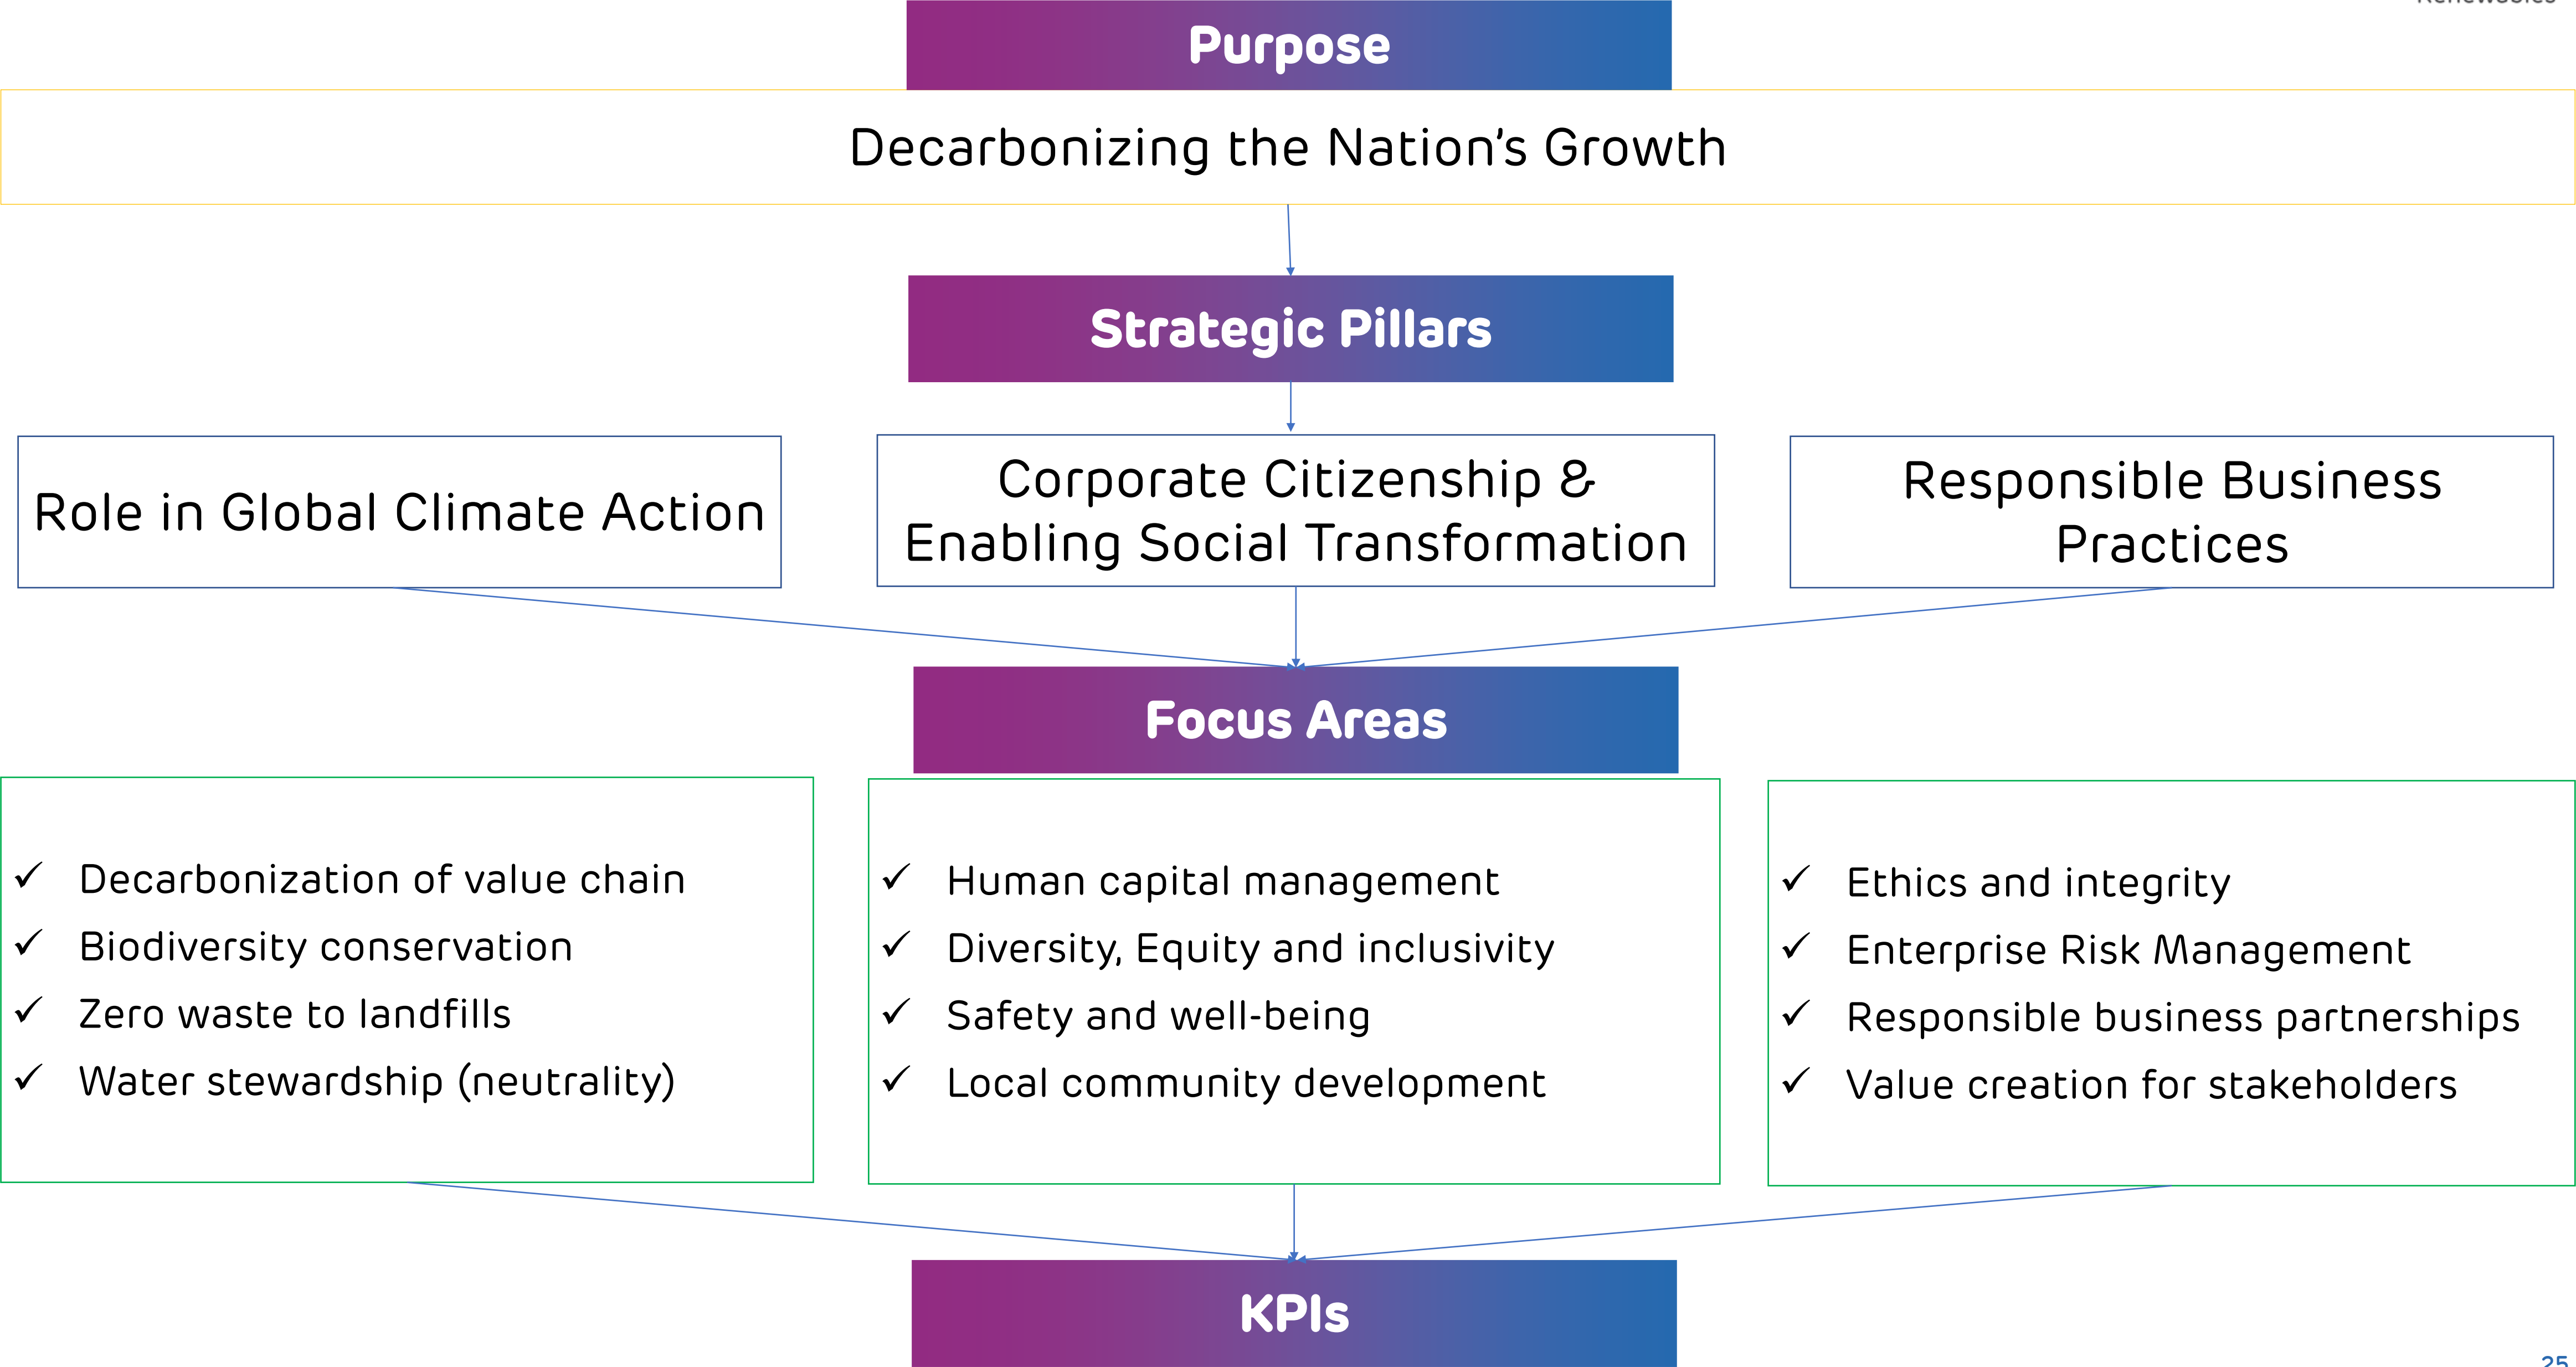 Purpose
Decarbonizing the Nation’s Growth
Strategic Pillars
Role in Global Climate Action
Corporate Citizenship &
Enabling Social Transformation
Responsible Business
Practices
Focus Areas
✓ Decarbonization of value chain
✓ Biodiversity conservation
✓ Zero waste to landfills
✓ Water stewardship (neutrality)
✓ Human capital management
✓ Diversity, Equity and inclusivity
✓ Safety and well-being
✓ Local community development
✓ Ethics and integrity
✓ Enterprise Risk Management
✓ Responsible business partnerships
✓ Value creation for stakeholders
KPIs
25